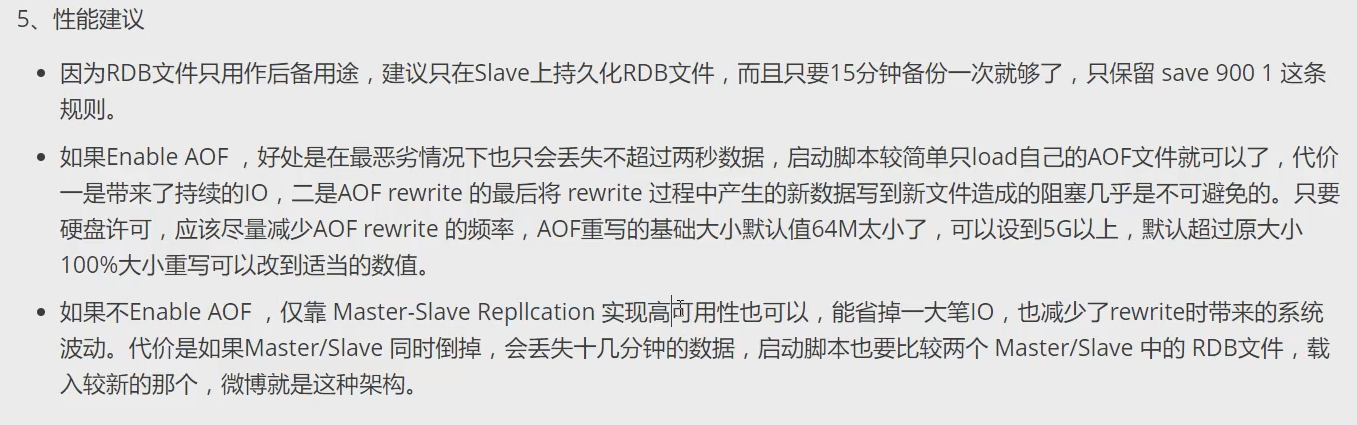 5、性能建议
因为RDB文件只用作后备用途，建议只在Slave上持久化RDB文件，而且只要15分钟备份一次就够了，只保留 save 900 1 这条
规则。
如果Enable AOF ，好处是在最恶劣情况下也只会丢失不超过两秒数据，启动脚本较简单只load自己的AOF文件就可以了，代价
一是带来了持续的IO，二是AOF rewrite 的最后将 rewrite 过程中产生的新数据写到新文件造成的阻塞几乎是不可避免的。只要
硬盘许可，应该尽量减少AOF rewrite 的频率，AOF重写的基础大小默认值64M太小了，可以设到5G以上，默认超过原大小
100%大小重写可以改到适当的数值。
如果不Enable AOF ，仅靠 Master-Slave Repllcation 实现高可用性也可以，能省掉一大笔IO，也减少了rewrite时带来的系统
波动。代价是如果Master/Slave 同时倒掉，会丢失十几分钟的数据，启动脚本也要比较两个 Master/Slave 中的 RDB文件，载
入较新的那个，微博就是这种架构。